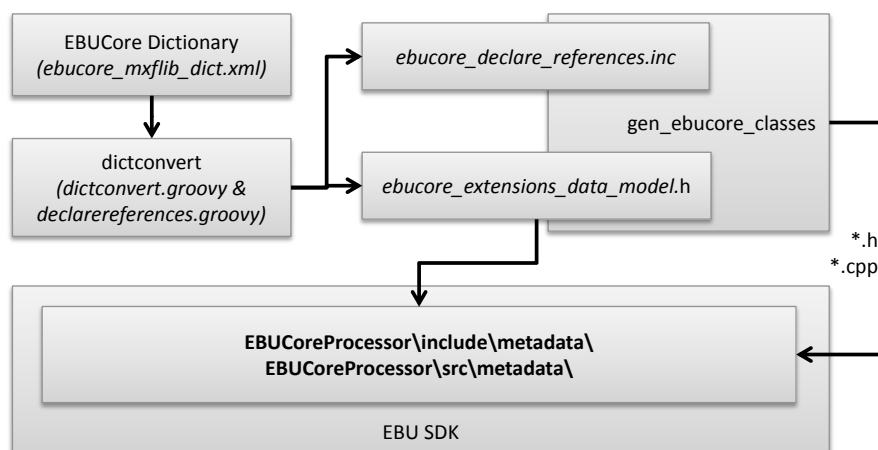 EBUCore Dictionary
(ebucore_mxflib_dict.xml)
ebucore_declare_references.inc
gen_ebucore_classes
dictconvert
(dictconvert.groovy &
declarereferences.groovy)
ebucore_extensions_data_model.h
*.h
*.cpp
EBUCoreProcessor\include\metadata\
EBUCoreProcessor\src\metadata\
EBU SDK